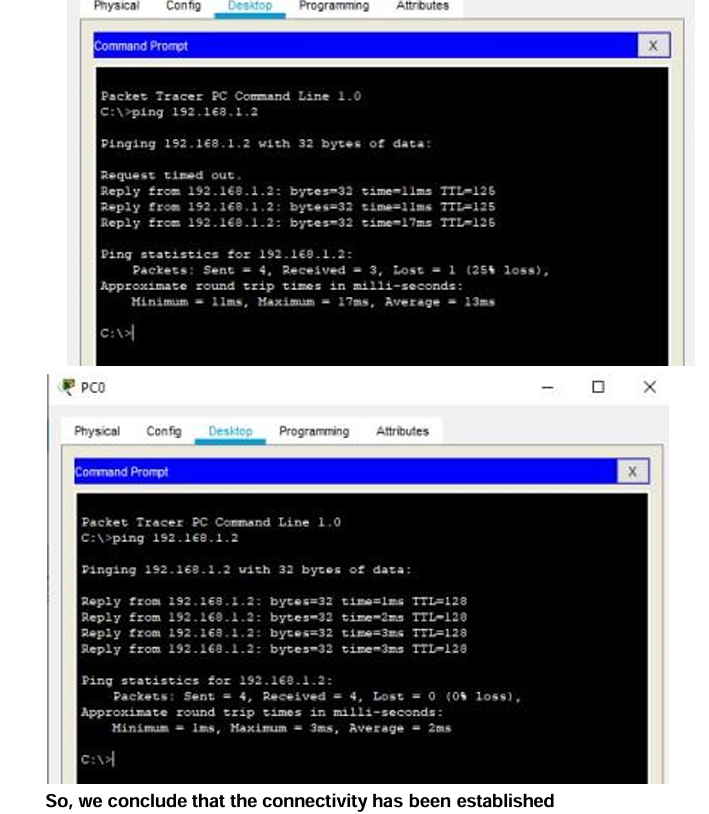 Physical Config Desktop Programming Attributes
Command Prompt X
Packet Tracer PC Command Line 1.0
C:\>ping 192.168.1.2
Pinging 192.168.1.2 with 32 bytes of data:
Request timed out.
Reply from 192.168.1.2: bytes=32 time=11ms TTL=125
Reply from 192.168.1.2: bytes=32 time=11ms TTL=125
Reply from 192.168.1.2: bytes=32 time=17ms TTL=125
Ping statistics for 192.168.1.2:
Packets: Sent = 4, Received = 3, Lost = 1 (25% loss),
Approximate round trip times in milli-seconds:
Minimum = 11ms, Maximum = 17ms, Average = 13ms
C:\>
PC0
Physical Config Desktop Programming Attributes
Command Prompt X
Packet Tracer PC Command Line 1.0
C:\>ping 192.168.1.2
Pinging 192.168.1.2 with 32 bytes of data:
Reply from 192.168.1.2: bytes=32 time=1ms TTL=128
Reply from 192.168.1.2: bytes=32 time=2ms TTL=128
Reply from 192.168.1.2: bytes=32 time=3ms TTL=128
Reply from 192.168.1.2: bytes=32 time=3ms TTL=128
Ping statistics for 192.168.1.2:
Packets: Sent = 4, Received = 4, Lost = 0 (0% loss),
Approximate round trip times in milli-seconds:
Minimum = 1ms, Maximum = 3ms, Average = 2ms
C:\>
So, we conclude that the connectivity has been established